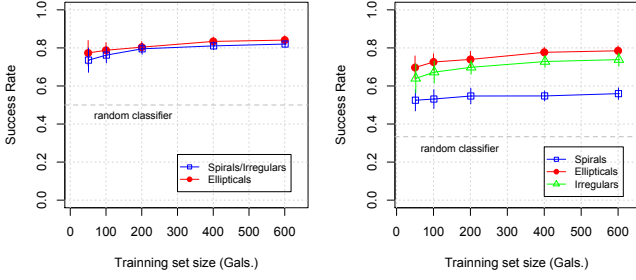 Success Rate
1.0
0.8
0.6
0.4
0.2
0.0
random classifier
Spirals/Irregulars
Ellipticals
0 100 200 300 400 500 600
Trainning set size (Gals.)
Success Rate
1.0
0.8
0.6
0.4
0.2
0.0
random classifier
Spirals
Ellipticals
Irregulars
0 100 200 300 400 500 600
Trainning set size (Gals.)